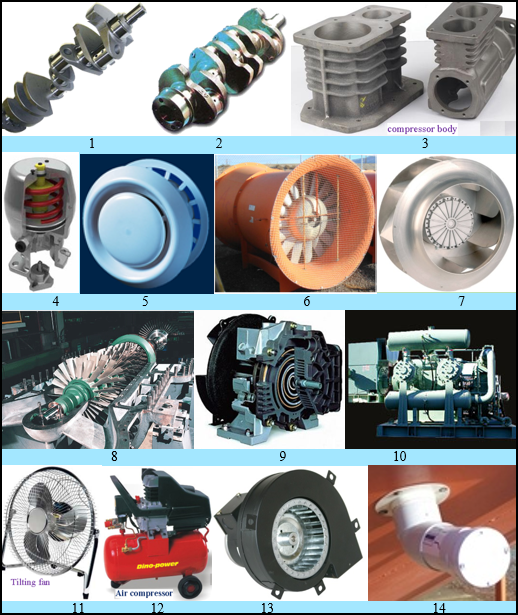 compressor body
1 2 3
4 5 6 7
8 9 10
Tilting fan
Dino-power
Air compressor
11 12 13 14